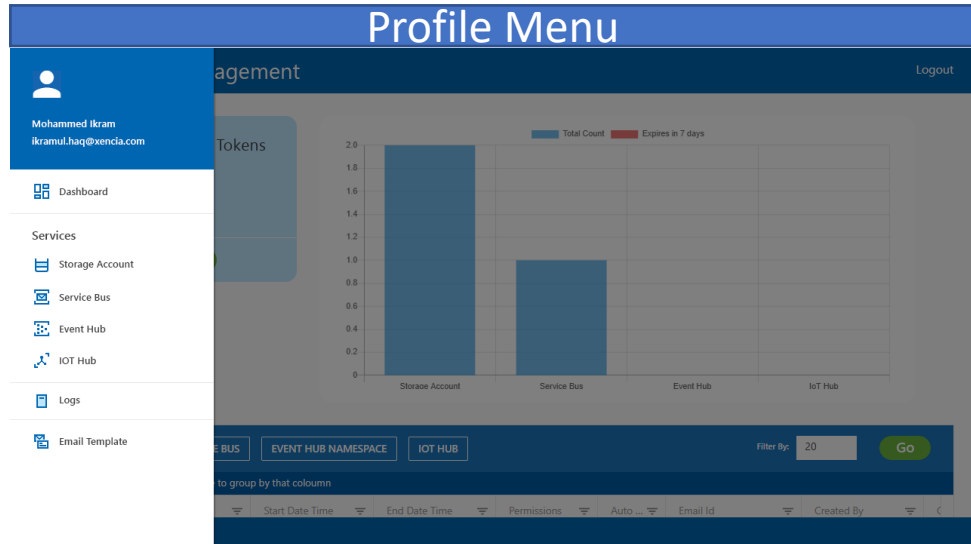 Profile Menu
agement
Logout
Mohammed Ikram
ikramul.haq@xencia.com
Dashboard
Services
Storage Account
Service Bus
Event Hub
IOT Hub
Logs
Email Template
Tokens
Total Count Expires in 7 days
2.0
1.8
1.6
1.4
1.2
1.0
0.8
0.6
0.4
0.2
0
Storage Account Service Bus Event Hub IoT Hub
E BUS EVENT HUB NAMESPACE IOT HUB Filter By: 20 Go
to group by that coloumn
Start Date Time End Date Time Permissions Auto ... Email Id Created By